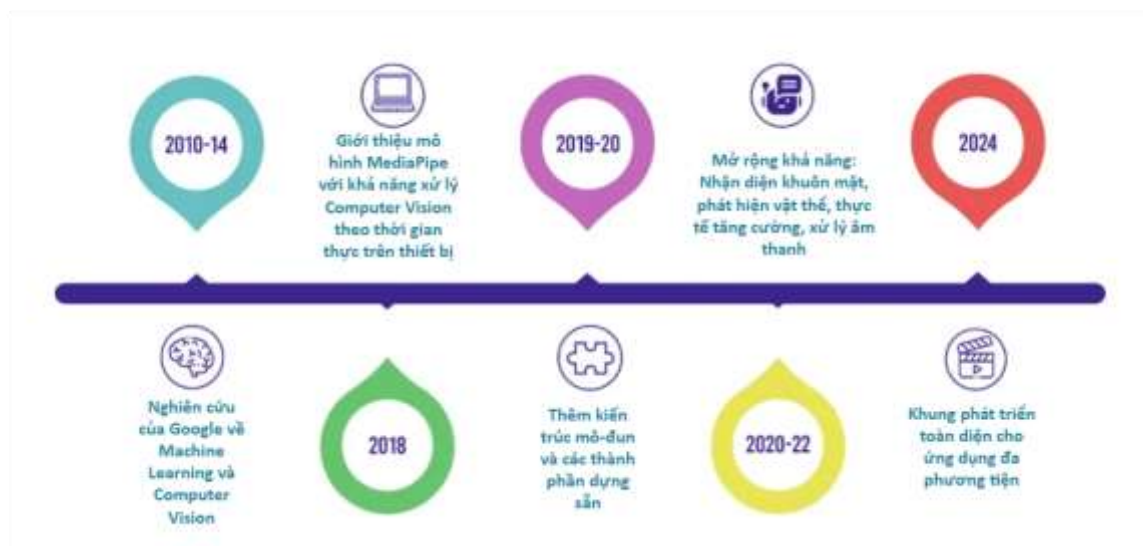 2010-14
Nghiên cứu
của Google về
Machine
Learning và
Computer
Vision
Giới thiệu mô
hình MediaPipe
với khả năng xử lý
Computer Vision
theo thời gian
thực trên thiết bị
2018
2019-20
Thêm kiến
trúc mô-đun
và các thành
phần dựng
sẵn
Mở rộng khả năng:
Nhận diện khuôn mặt,
phát hiện vật thể, thực
tế tăng cường, xử lý âm
thanh
2020-22
2024
Khung phát triển
toàn diện cho
ứng dụng đa
phương tiện